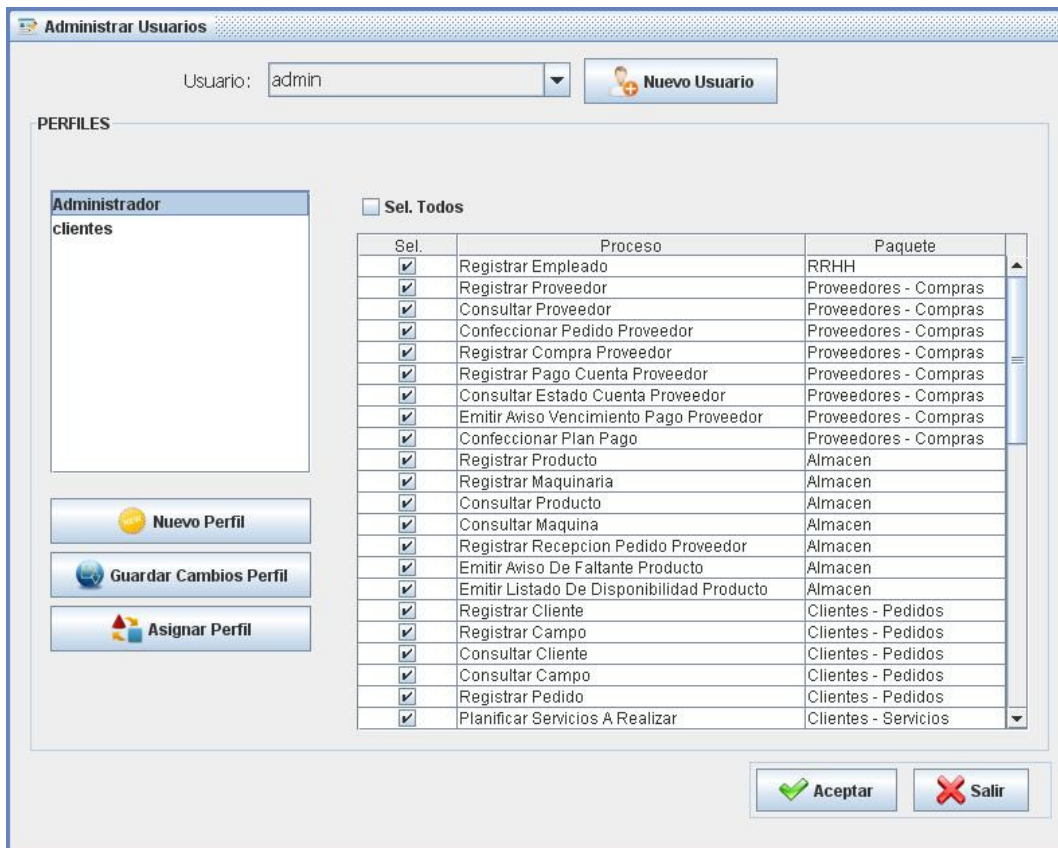 Administrar Usuarios
Usuario: admin Nuevo Usuario
PERFILES
Administrador
clientes
Nuevo Perfil
Guardar Cambios Perfil
Asignar Perfil
Sel. Todos
Sel. Proceso Paquete
Registrar Empleado RRHH
Registrar Proveedor Proveedores - Compras
Consultar Proveedor Proveedores - Compras
Confeccionar Pedido Proveedor Proveedores - Compras
Registrar Compra Proveedor Proveedores - Compras
Registrar Pago Cuenta Proveedor Proveedores - Compras
Consultar Estado Cuenta Proveedor Proveedores - Compras
Emitir Aviso Vencimiento Pago Proveedor Proveedores - Compras
Confeccionar Plan Pago Proveedores - Compras
Registrar Producto Almacen
Registrar Maquinaria Almacen
Consultar Producto Almacen
Consultar Maquina Almacen
Registrar Recepcion Pedido Proveedor Almacen
Emitir Aviso De Faltante Producto Almacen
Emitir Listado De Disponibilidad Producto Almacen
Registrar Cliente Clientes - Pedidos
Registrar Campo Clientes - Pedidos
Consultar Cliente Clientes - Pedidos
Consultar Campo Clientes - Pedidos
Registrar Pedido Clientes - Pedidos
Planificar Servicios A Realizar Clientes - Servicios
Aceptar Salir